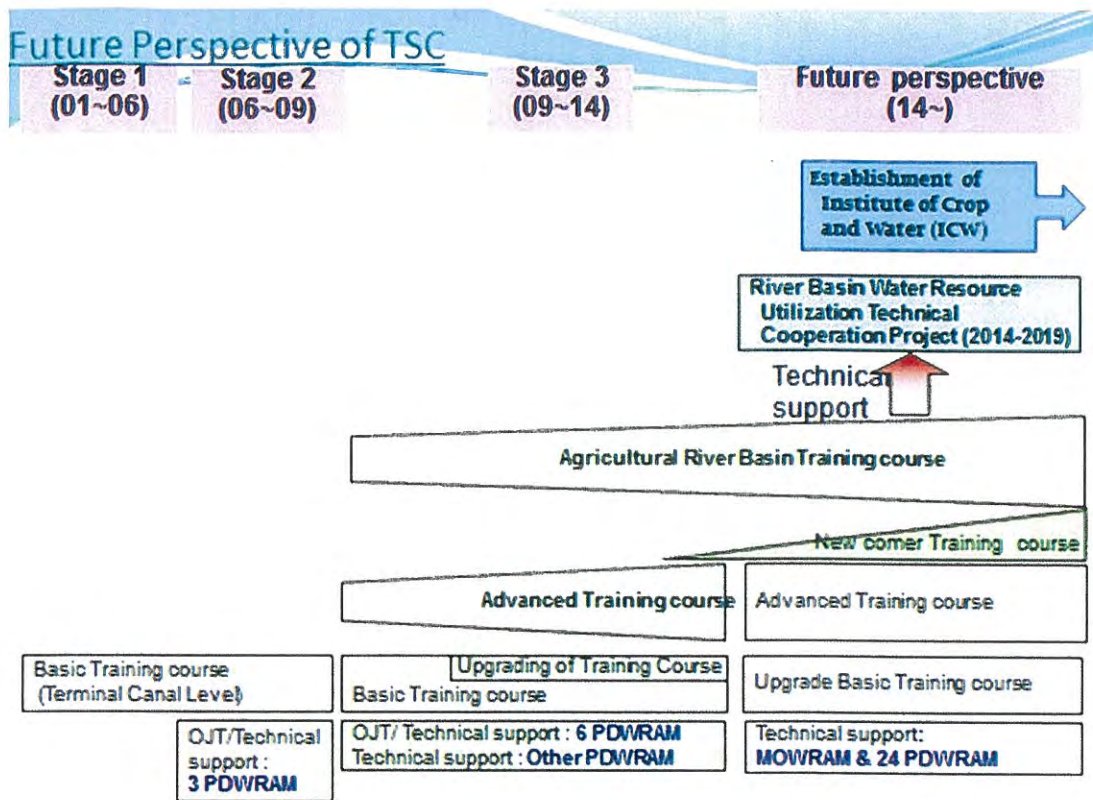 Future Perspective of TSC
Stage 1
(01~06)
Stage 2
(06~09)
Stage 3
(09~14)
Future perspective
(14~)
Establishment of
Institute of Crop
and Water (ICW)
River Basin Water Resource
Utilization Technical
Cooperation Project (2014-2019)
Technical
support
Agricultural River Basin Training course
New comer Training course
Advanced Training course
Advanced Training course
Basic Training course
(Terminal Canal Level)
Upgrading of Training Course
Basic Training course
Upgrade Basic Training course
OJT/Technical
support :
3 PDWRAM
OJT/ Technical support : 6 PDWRAM
Technical support : Other PDWRAM
Technical support:
MOWRAM & 24 PDWRAM